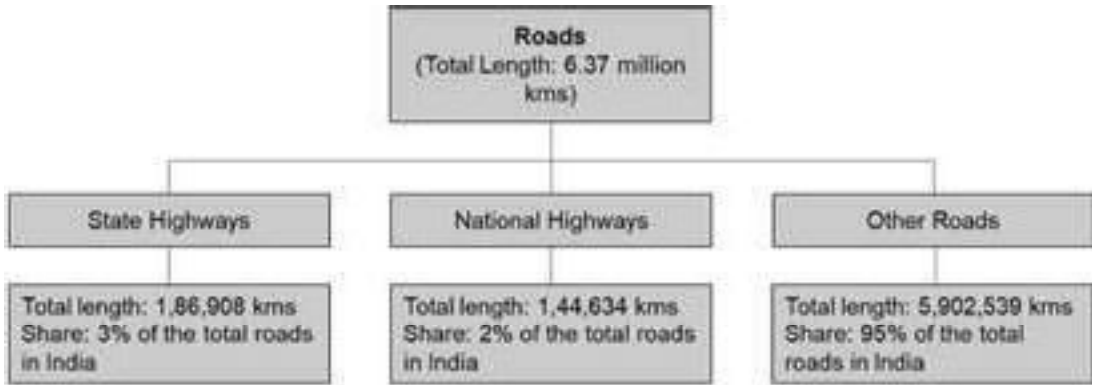 Roads
(Total Length: 6.37 million
kms)
State Highways
National Highways
Other Roads
Total length: 1,86,908 kms
Share: 3% of the total roads
in India
Total length: 1,44,634 kms
Share: 2% of the total roads
in India
Total length: 5,902,539 kms
Share: 95% of the total
roads in India